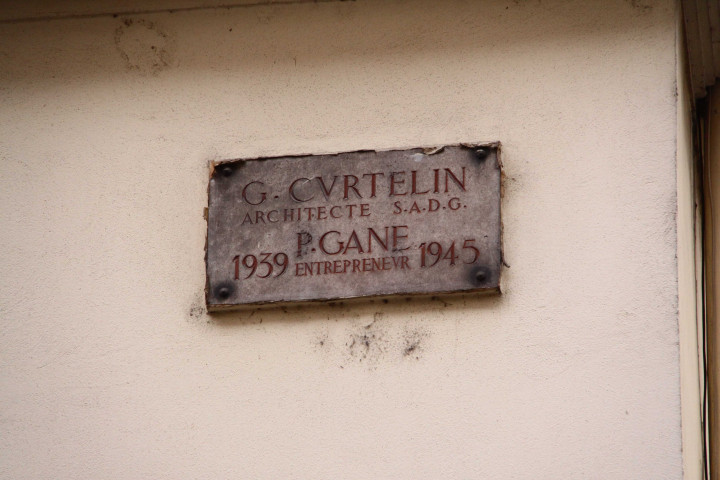 G. CVRTELIN
ARCHITECTE S.A.D.G.
P. GANE
1939 ENTREPRENEVR 1945